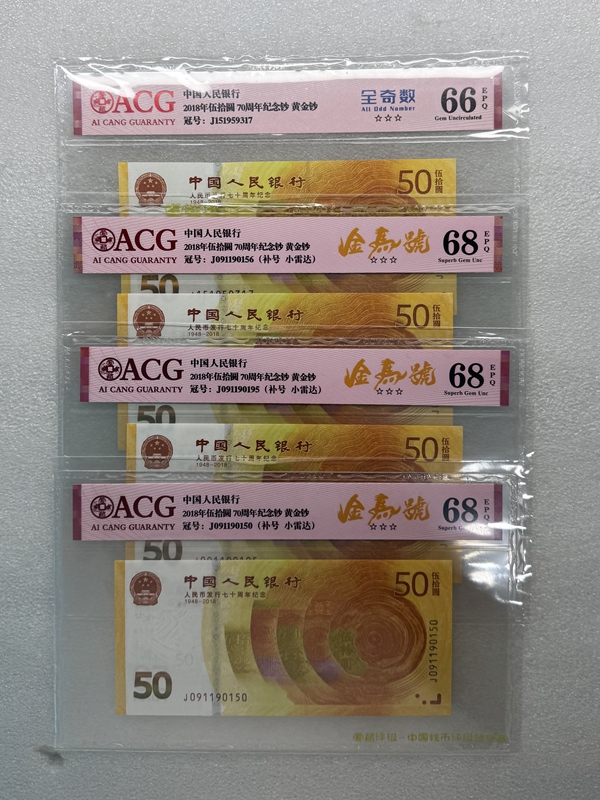 ACG
AI CANG GUARANTY
中国人民银行
2018年伍拾圆 70周年纪念钞 黄金钞
冠号：J151959317
全奇数
All Odd Number
☆☆☆
66
EPQ
Gem Uncirculated
中国人民银行
人民币发行七十周年纪念
50
伍拾圆
ACG
AI CANG GUARANTY
中国人民银行
2018年伍拾圆 70周年纪念钞 黄金钞
冠号：J091190156（补号 小雷达）
金马號
☆☆☆
68
EPQ
Superb Gem Unc
50
J151959317
中国人民银行
人民币发行七十周年纪念
1948-2018
50
伍拾圆
ACG
AI CANG GUARANTY
中国人民银行
2018年伍拾圆 70周年纪念钞 黄金钞
冠号：J091190195（补号 小雷达）
金马號
☆☆☆
68
EPQ
Superb Gem Unc
50
中国人民银行
人民币发行七十周年纪念
1948-2018
50
伍拾圆
ACG
AI CANG GUARANTY
中国人民银行
2018年伍拾圆 70周年纪念钞 黄金钞
冠号：J091190150（补号 小雷达）
金马號
☆☆☆
68
EPQ
Superb Gem Unc
50
J091190195
中国人民银行
人民币发行七十周年纪念
1948-2018
50
伍拾圆
J091190150
50
J091190150